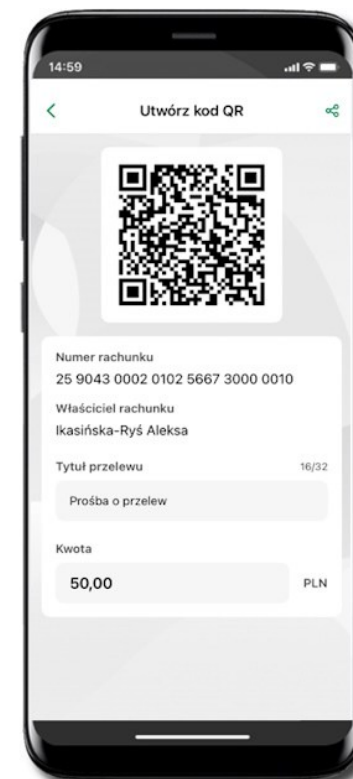 14:59
Utwórz kod QR
Numer rachunku
25 9043 0002 0102 5667 3000 0010
Właściciel rachunku
Ikasińska-Ryś Aleksa
Tytuł przelewu 16/32
Prośba o przelew
Kwota
50,00 PLN